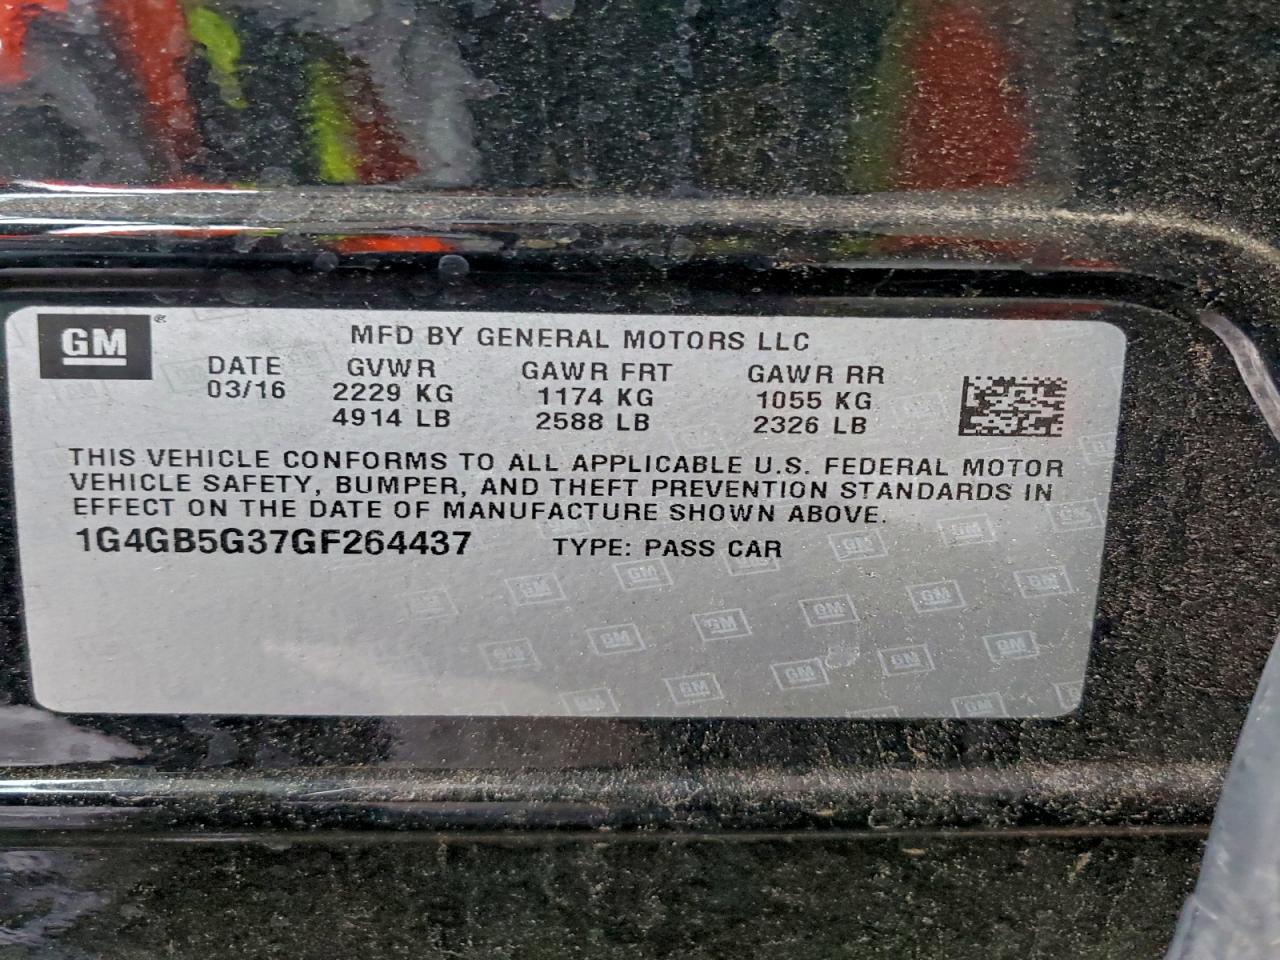 GM®
MFD BY GENERAL MOTORS LLC
DATE GVWR GAWR FRT GAWR RR
03/16 2229 KG 1174 KG 1055 KG
4914 LB 2588 LB 2326 LB
THIS VEHICLE CONFORMS TO ALL APPLICABLE U.S. FEDERAL MOTOR
VEHICLE SAFETY, BUMPER, AND THEFT PREVENTION STANDARDS IN
EFFECT ON THE DATE OF MANUFACTURE SHOWN ABOVE.
1G4GB5G37GF264437 TYPE: PASS CAR